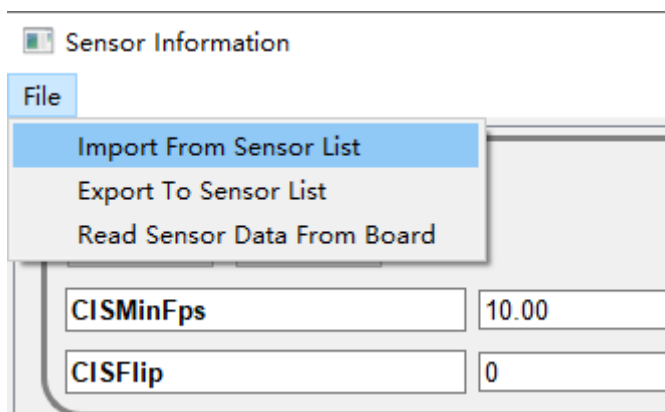 Sensor Information
File
Import From Sensor List
Export To Sensor List
Read Sensor Data From Board
CISMinFps 10.00
CISFlip 0